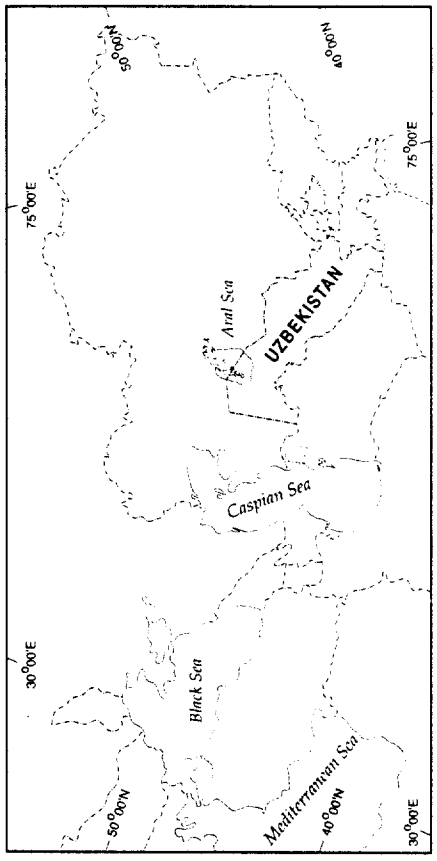 30°00'E
75°00'E
50°00'N
50°00'N
Black Sea
Caspian Sea
Aral Sea
UZBEKISTAN
Mediterranean Sea
40°00'N
40°00'N
30°00'E
75°00'E